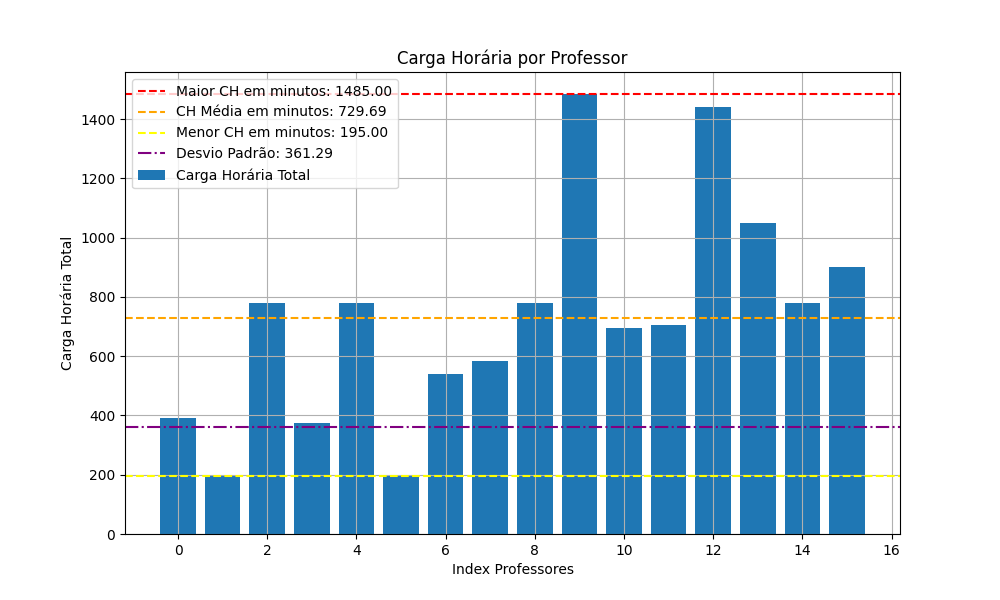 Carga Horária por Professor
Maior CH em minutos: 1485.00
CH Média em minutos: 729.69
Menor CH em minutos: 195.00
Desvio Padrão: 361.29
Carga Horária Total
Carga Horária Total
1400
1200
1000
800
600
400
200
0
0 2 4 6 8 10 12 14 16
Index Professores